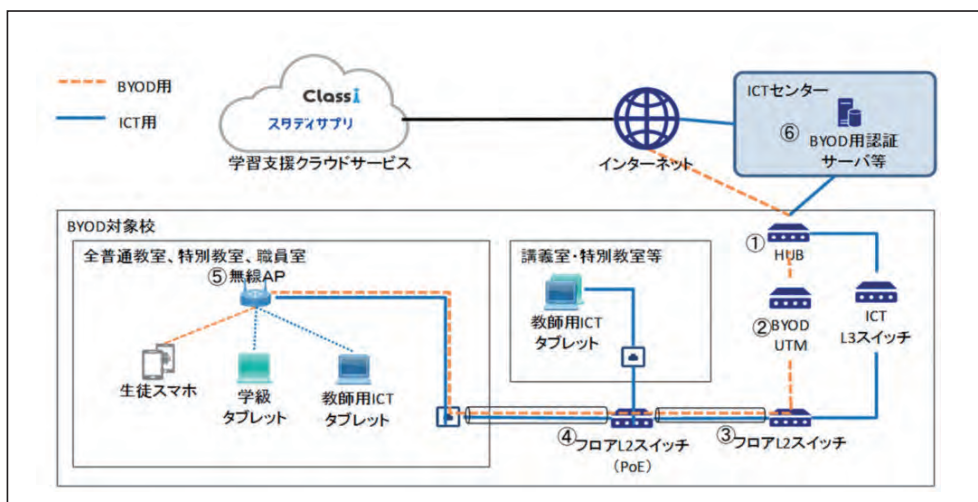 BYOD用
ICT用
Classi
スタディサプリ
学習支援クラウドサービス
インターネット
ICTセンター
⑥
BYOD用認証
サーバ等
BYOD対象校
全普通教室、特別教室、職員室
⑤無線AP
生徒スマホ
学級
タブレット
教師用ICT
タブレット
講義室・特別教室等
教師用ICT
タブレット
①
HUB
②BYOD
UTM
ICT
L3スイッチ
④フロアL2スイッチ
(PoE)
③フロアL2スイッチ